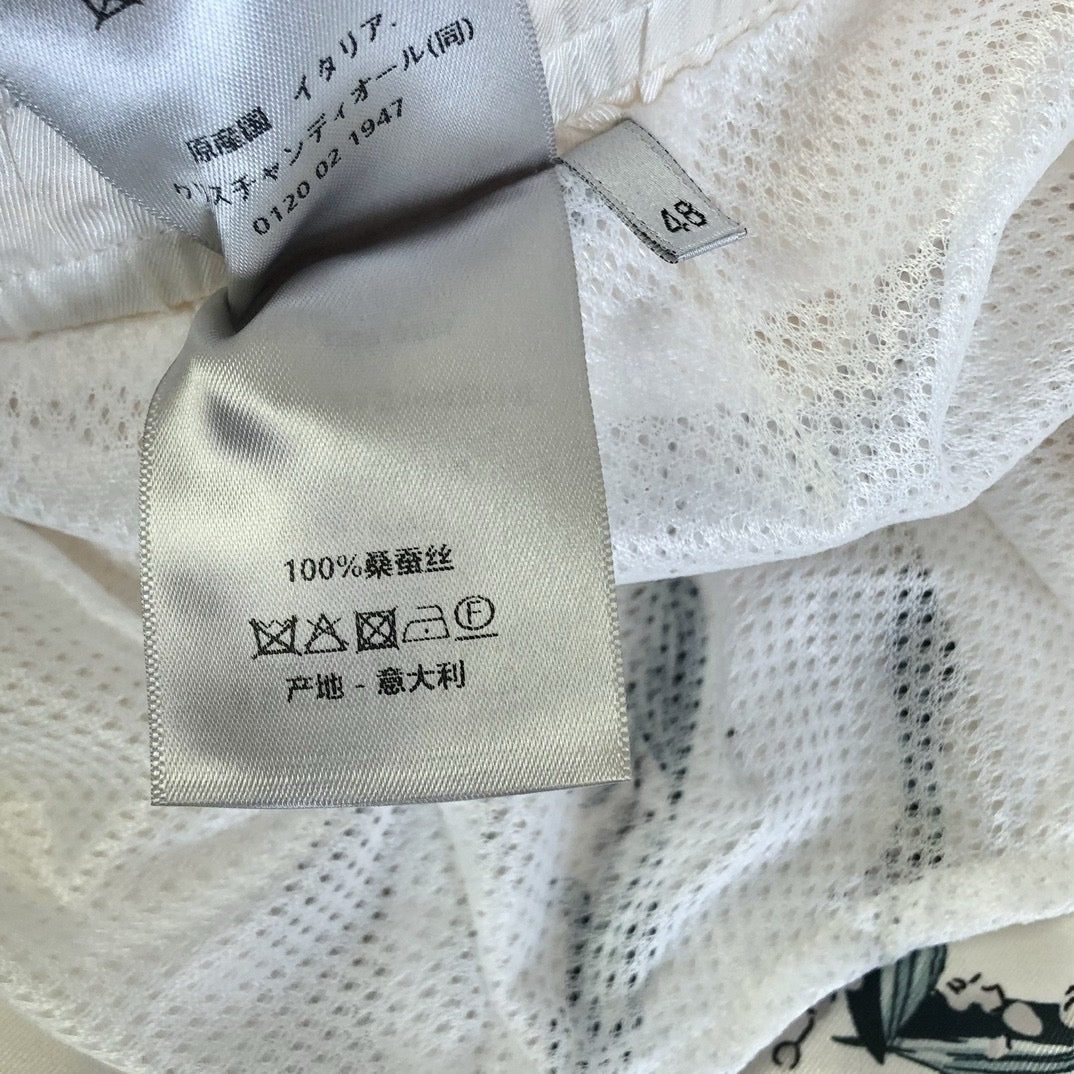 原産國 イタリア.
クリスチャンディオール(同)
0120 02 1947
48
100%桑蚕丝
F
产地 - 意大利